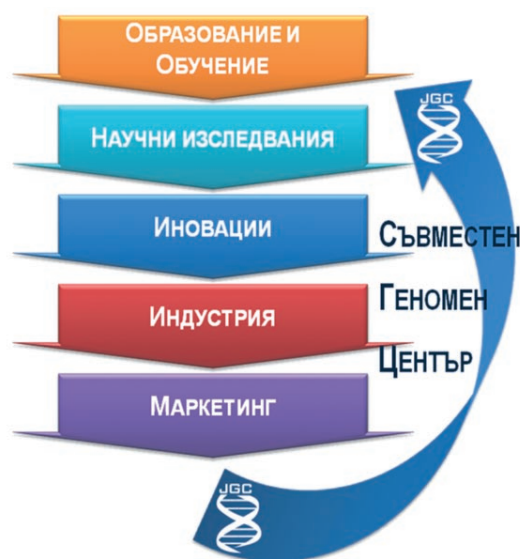 ОБРАЗОВАНИЕ И
ОБУЧЕНИЕ
JGC
НАУЧНИ ИЗСЛЕДВАНИЯ
ИНОВАЦИИ
СЪВМЕСТЕН
ГЕНОМЕН
ИНДУСТРИЯ
ЦЕНТЪР
МАРКЕТИНГ
JGC